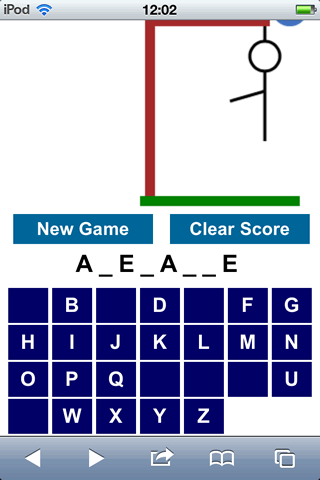 iPod 12:02
New Game Clear Score
A _ E _ A _ _ E
B D F G
H I J K L M N
O P Q U
W X Y Z